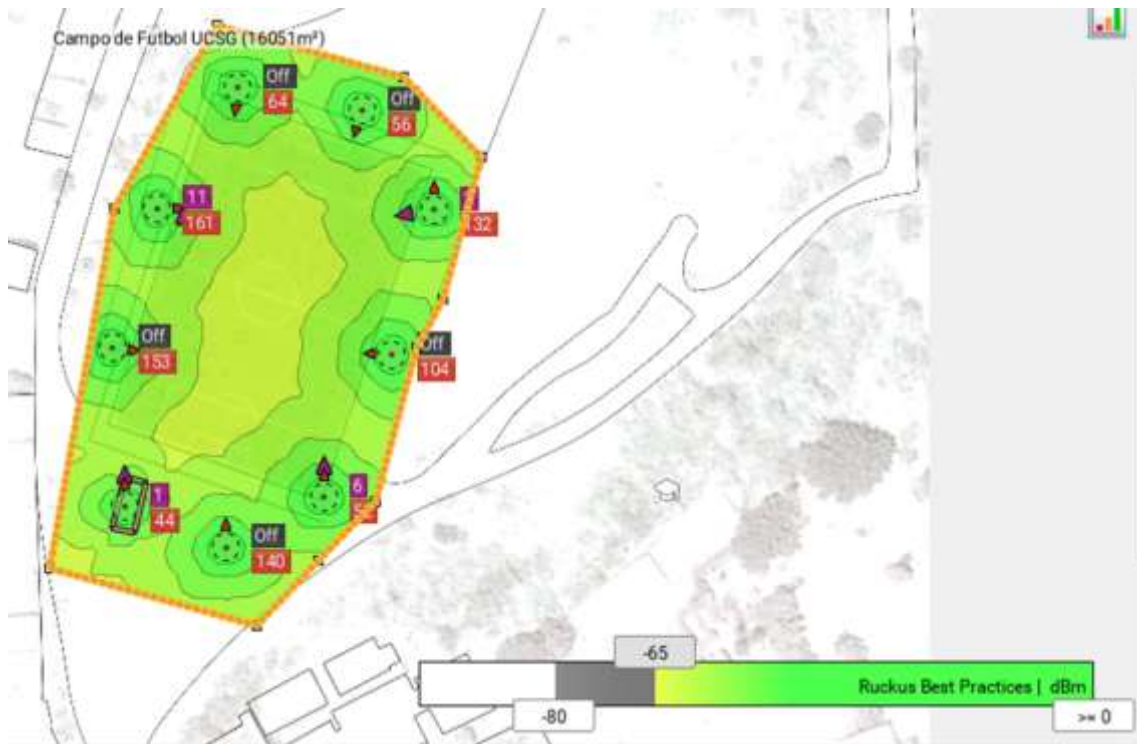 Campo de Futbol UCSG (16051m²)
Off
64
Off
56
11
161
132
Off
153
Off
104
1
44
6
Off
140
-65
Ruckus Best Practices | dBm
-80
>= 0